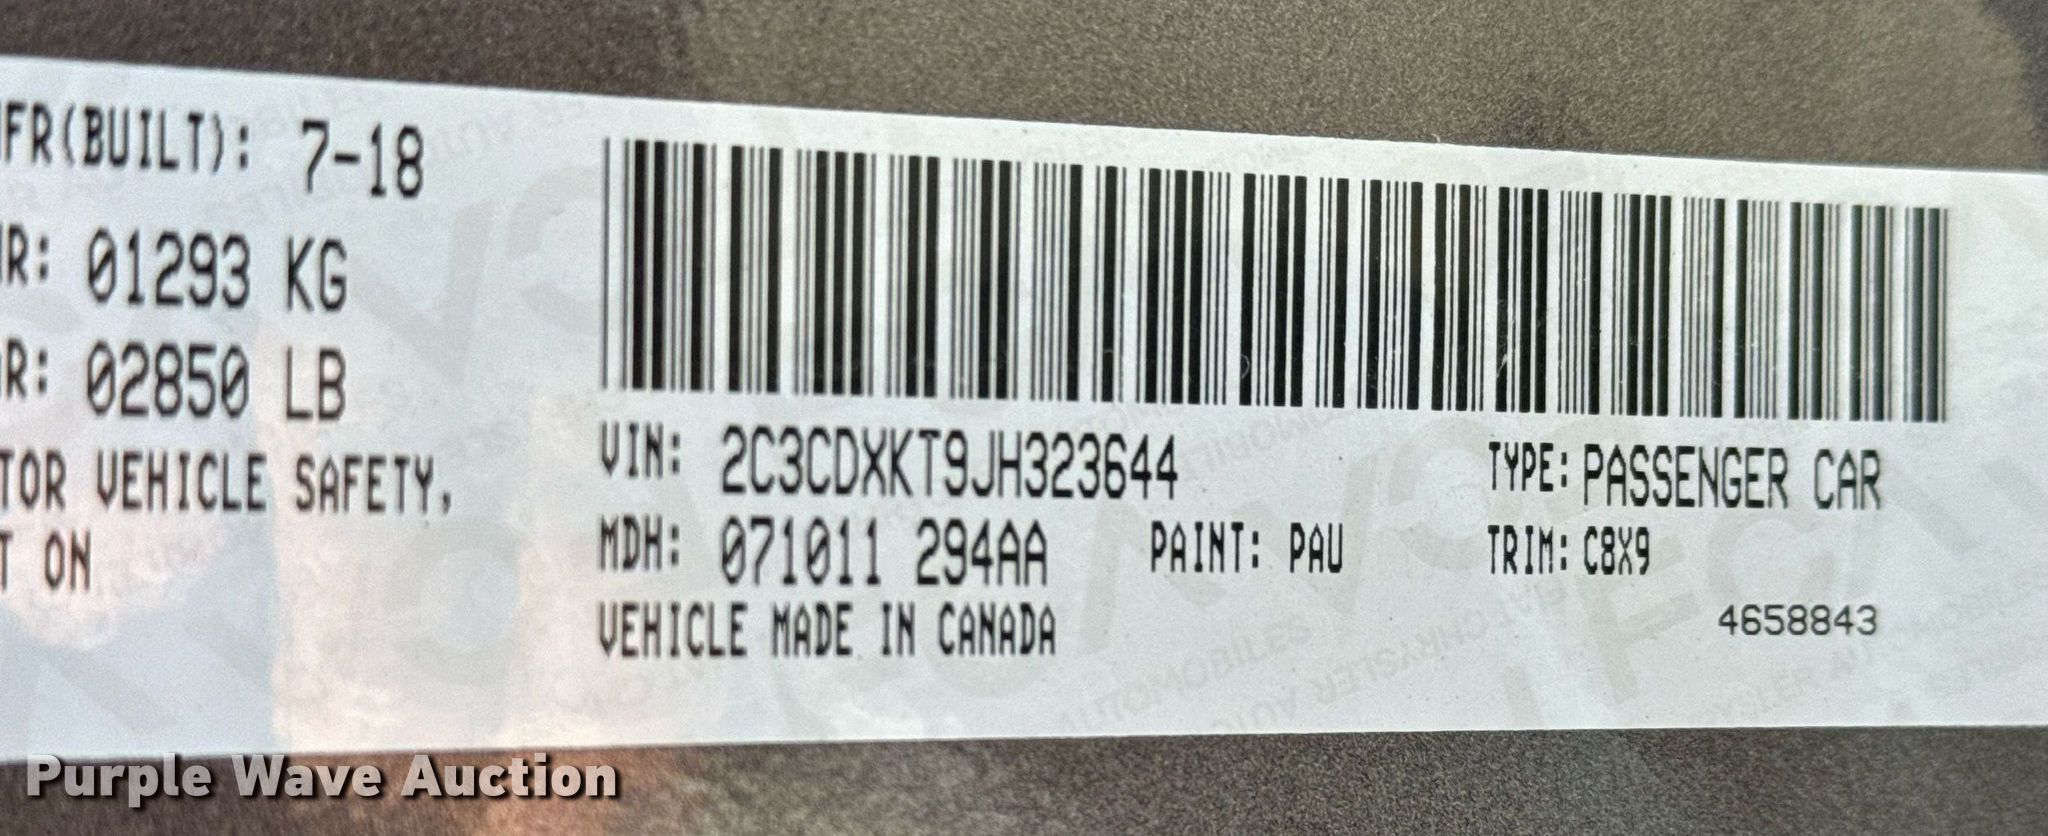 FR(BUILT): 7-18
R: 01293 KG
R: 02850 LB
TOR VEHICLE SAFETY,
T ON
VIN: 2C3CDXKT9JH323644
TYPE: PASSENGER CAR
MDH: 071011 294AA PAINT: PAU
TRIM: C8X9
VEHICLE MADE IN CANADA
4658843
Purple Wave Auction